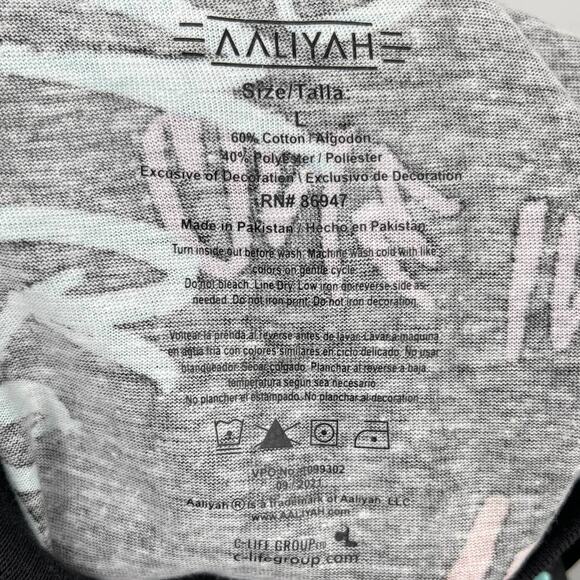 AALIYAH
Size/Talla
L
60% Cotton / Algodon
40% Polyester / Poliester
Excusive of Decoration \ Exclusivo de Decoration
RN# 86947
Made in Pakistan / Hecho en Pakistan
Turn inside out before wash. Machine wash cold with like
colors on gentle cycle.
Do not bleach. Line Dry. Low iron on reverse side as
needed. Do not iron print. Do not iron decoration.
Voltear la prenda al reverse antes de lavar. Lavar a maquina
en agua fria con colores similares en ciclo delicado. No usar
blanqueador. Secar colgado. Planchar al reverse a baja
temperatura segun sea necesario
No plancher el estampado. No planchar al decoration
VPO No. 1099302
09 / 2021
Aaliyah ® is a Trademark of Aaliyah, LLC
www.AALIYAH.com
C-LIFE GROUP
c-lifegroup.com